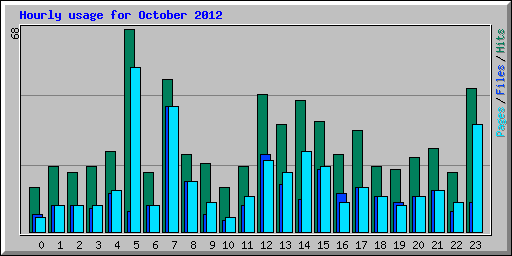 Hourly usage for October 2012
68
Pages / Files / Hits
0 1 2 3 4 5 6 7 8 9 10 11 12 13 14 15 16 17 18 19 20 21 22 23